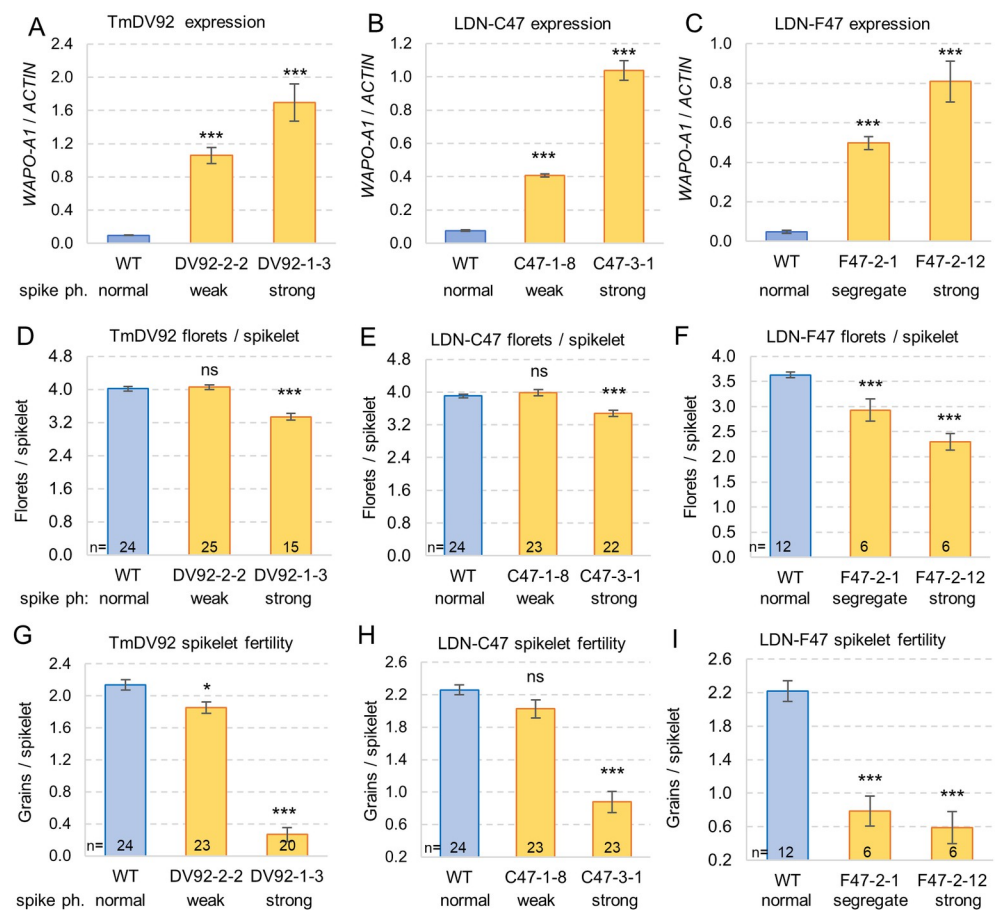 A TmDV92 expression
WAPO-A1 / ACTIN
2.4
2.0
1.6
1.2
0.8
0.4
0.0
***
***
WT DV92-2-2 DV92-1-3
spike ph. normal weak strong
B LDN-C47 expression
WAPO-A1 / ACTIN
1.2
1.0
0.8
0.6
0.4
0.2
0.0
***
***
WT C47-1-8 C47-3-1
normal weak strong
C LDN-F47 expression
WAPO-A1 / ACTIN
1.0
0.8
0.6
0.4
0.2
0.0
***
***
WT F47-2-1 F47-2-12
normal segregate strong
D TmDV92 florets / spikelet
Florets / spikelet
4.8
4.0
3.2
2.4
1.6
0.8
0.0
ns
***
n= 24 25 15
WT DV92-2-2 DV92-1-3
spike ph: normal weak strong
E LDN-C47 florets / spikelet
Florets / spikelet
4.8
4.0
3.2
2.4
1.6
0.8
0.0
ns
***
n= 24 23 22
WT C47-1-8 C47-3-1
normal weak strong
F LDN-F47 florets / spikelet
Florets / spikelet
4.0
3.5
3.0
2.5
2.0
1.5
1.0
0.5
0.0
***
***
n= 12 6 6
WT F47-2-1 F47-2-12
normal segregate strong
G TmDV92 spikelet fertility
Grains / spikelet
2.4
2.0
1.6
1.2
0.8
0.4
0.0
*
***
n= 24 23 20
WT DV92-2-2 DV92-1-3
spike ph. normal weak strong
H LDN-C47 spikelet fertility
Grains / spikelet
2.6
2.2
1.8
1.4
1.0
0.6
0.2
ns
***
n= 24 23 23
WT C47-1-8 C47-3-1
normal weak strong
I LDN-F47 spikelet fertility
Grains / spikelet
2.6
2.2
1.8
1.4
1.0
0.6
0.2
***
***
n= 12 6 6
WT F47-2-1 F47-2-12
normal segregate strong